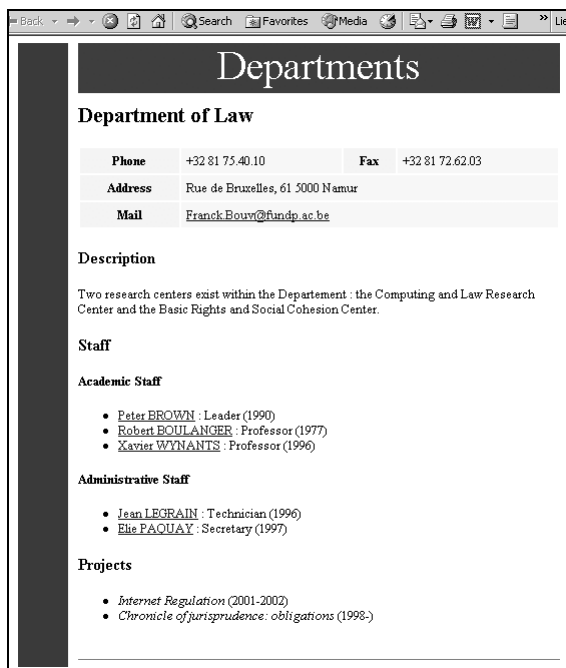 Back
Search Favorites Media
Departments
Department of Law
Phone +32 81 75.40.10 Fax +32 81 72.62.03
Address Rue de Bruxelles, 61 5000 Namur
Mail Franck.Bouv@fundp.ac.be
Description
Two research centers exist within the Departement : the Computing and Law Research
Center and the Basic Rights and Social Cohesion Center.
Staff
Academic Staff
• Peter BROWN : Leader (1990)
• Robert BOULANGER : Professor (1977)
• Xavier WYNANTS : Professor (1996)
Administrative Staff
• Jean LEGRAIN : Technician (1996)
• Elie PAQUAY : Secretary (1997)
Projects
• Internet Regulation (2001-2002)
• Chronicle of jurisprudence: obligations (1998-)